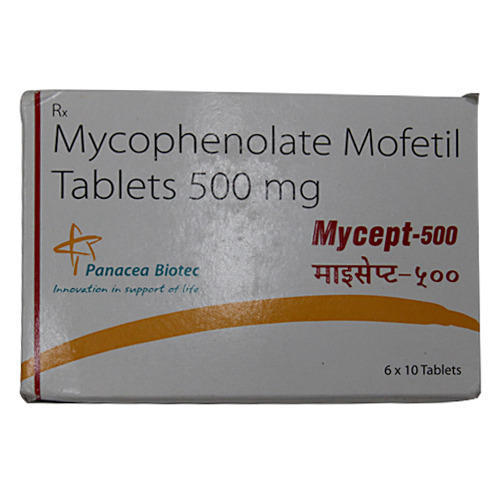 Rx
Mycophenolate Mofetil
Tablets 500 mg
Mycept-500
माइसेप्ट-५००
Panacea Biotec
Innovation in support of life
6 x 10 Tablets